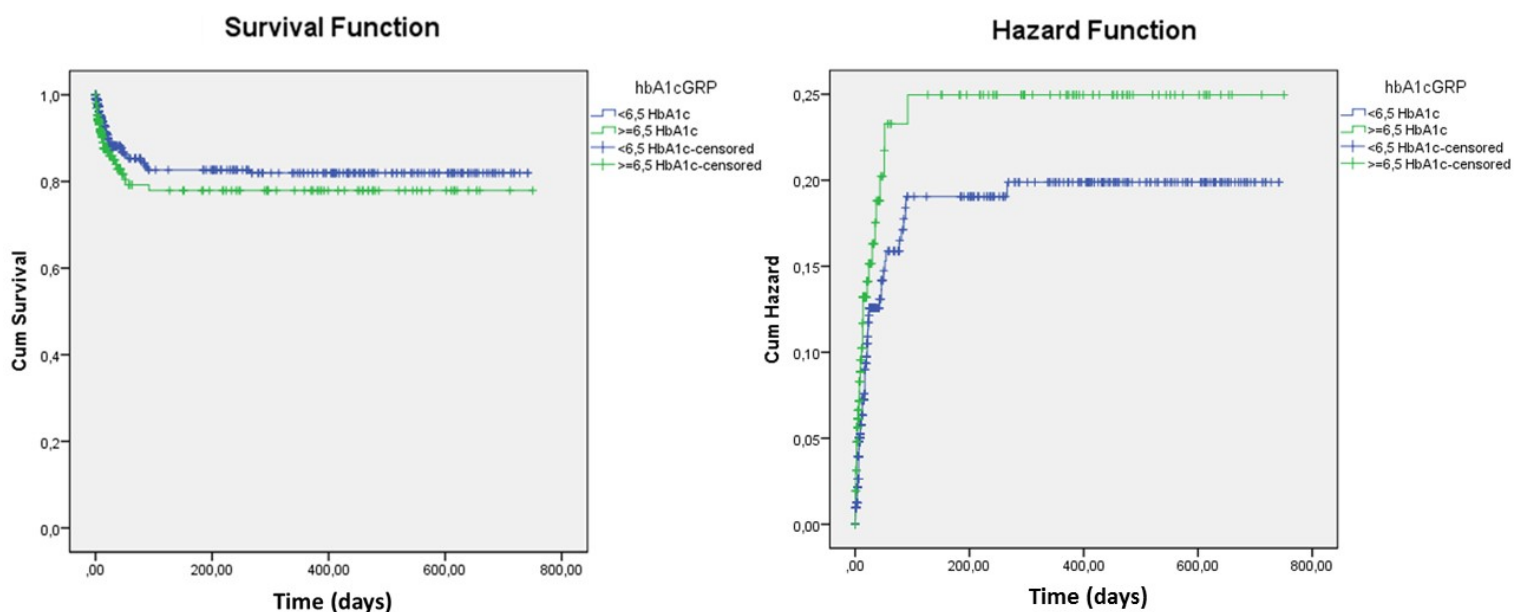 Survival Function
hbA1cGRP
<6,5 HbA1c
>=6,5 HbA1c
<6,5 HbA1c-censored
>=6,5 HbA1c-censored
1,0
0,8
0,6
0,4
0,2
0,0
Cum Survival
,00
200,00
400,00
600,00
800,00
Time (days)
Hazard Function
hbA1cGRP
<6,5 HbA1c
>=6,5 HbA1c
<6,5 HbA1c-censored
>=6,5 HbA1c-censored
0,25
0,20
0,15
0,10
0,05
0,00
Cum Hazard
,00
200,00
400,00
600,00
800,00
Time (days)